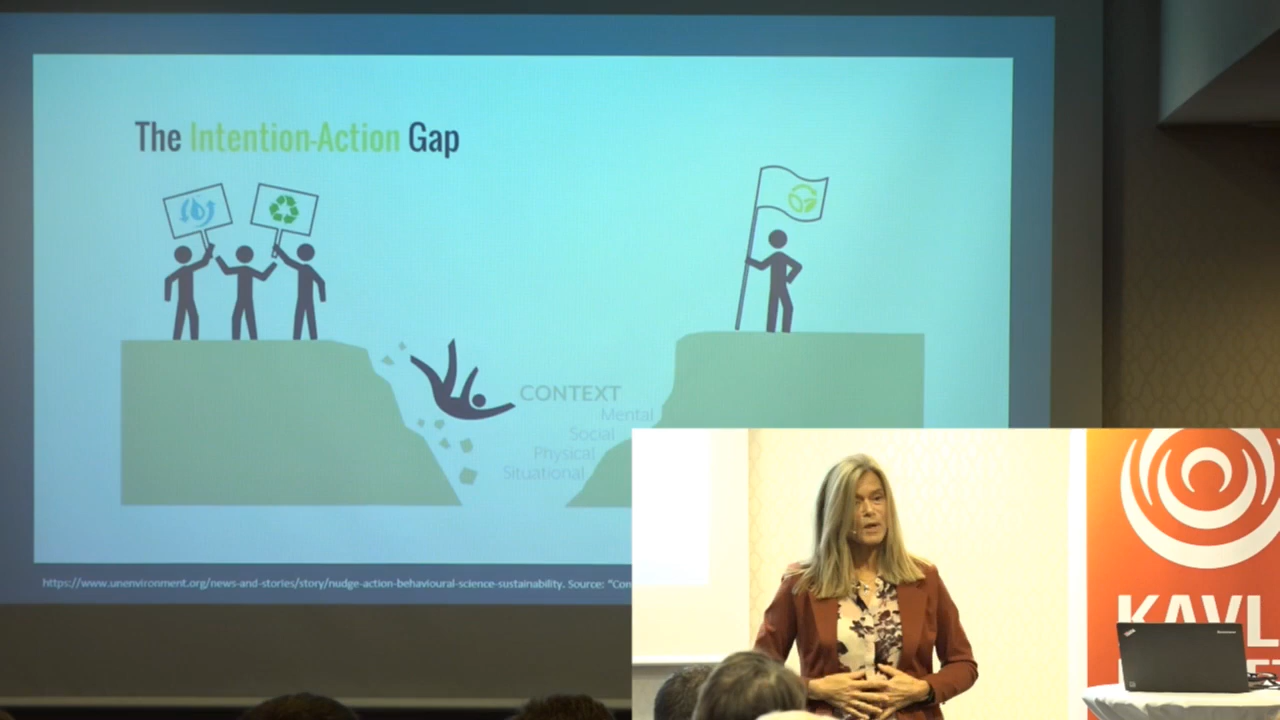 The Intention-Action Gap
CONTEXT
Mental
Social
Physical
Situational
https://www.unenvironment.org/news-and-stories/story/nudge-action-behavioural-science-sustainability. Source: "Con
KAVL